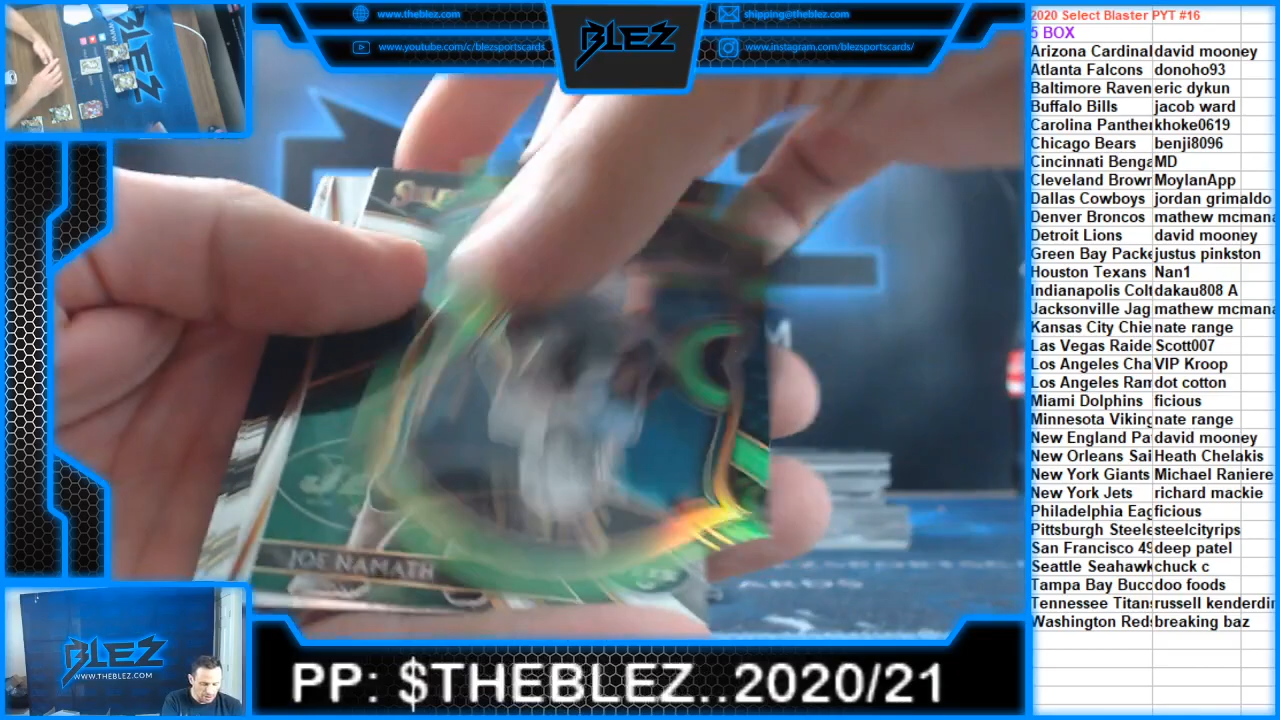 www.theblez.com
shipping@theblez.com
www.youtube.com/c/blezsportscards
BLEZ
www.instagram.com/blezsportscards/
2020 Select Blaster PYT #16
5 BOX
Arizona Cardinal david mooney
Atlanta Falcons donoho93
Baltimore Raven eric dykun
Buffalo Bills jacob ward
Carolina Panther khoke0619
Chicago Bears benji8096
Cincinnati Benga MD
Cleveland Brown MoylanApp
Dallas Cowboys jordan grimaldo
Denver Broncos mathew mcmana
Detroit Lions david mooney
Green Bay Packe justus pinkston
Houston Texans Nan1
Indianapolis Colt dakau808 A
Jacksonville Jag mathew mcmana
Kansas City Chie nate range
Las Vegas Raide Scott007
Los Angeles Cha VIP Kroop
Los Angeles Ram dot cotton
Miami Dolphins ficious
Minnesota Viking nate range
New England Pa david mooney
New Orleans Sai Heath Chelakis
New York Giants Michael Raniere
New York Jets richard mackie
Philadelphia Eag ficious
Pittsburgh Steele steelcityrips
San Francisco 49 deep patel
Seattle Seahawk chuck c
Tampa Bay Bucc doo foods
Tennessee Titans russell kenderdin
Washington Reds breaking baz
JOE NAMATH
BLEZ
WWW.THEBLEZ.COM
PP: $THEBLEZ..2020/21